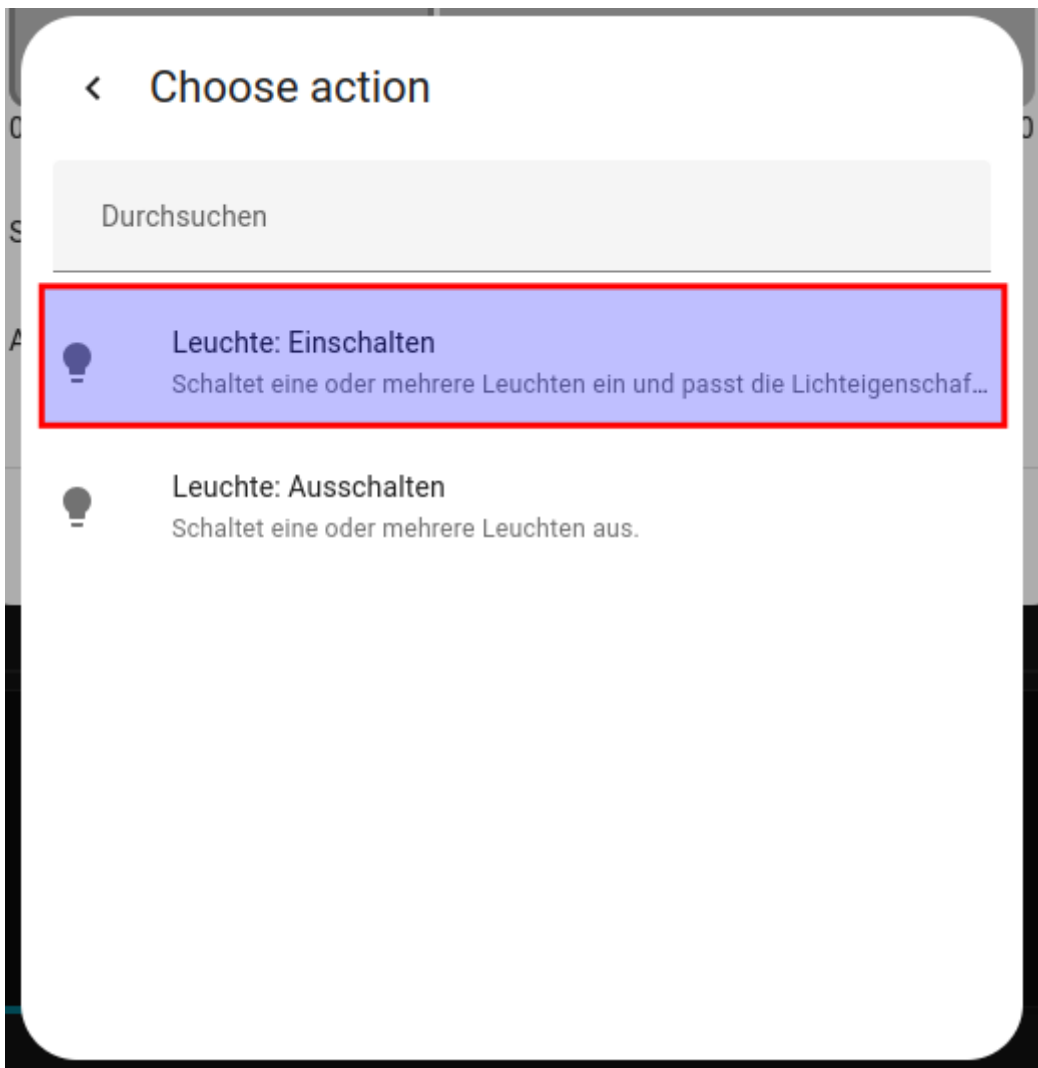 Choose action
Durchsuchen
Leuchte: Einschalten
Schaltet eine oder mehrere Leuchten ein und passt die Lichteigenschaf…
Leuchte: Ausschalten
Schaltet eine oder mehrere Leuchten aus.